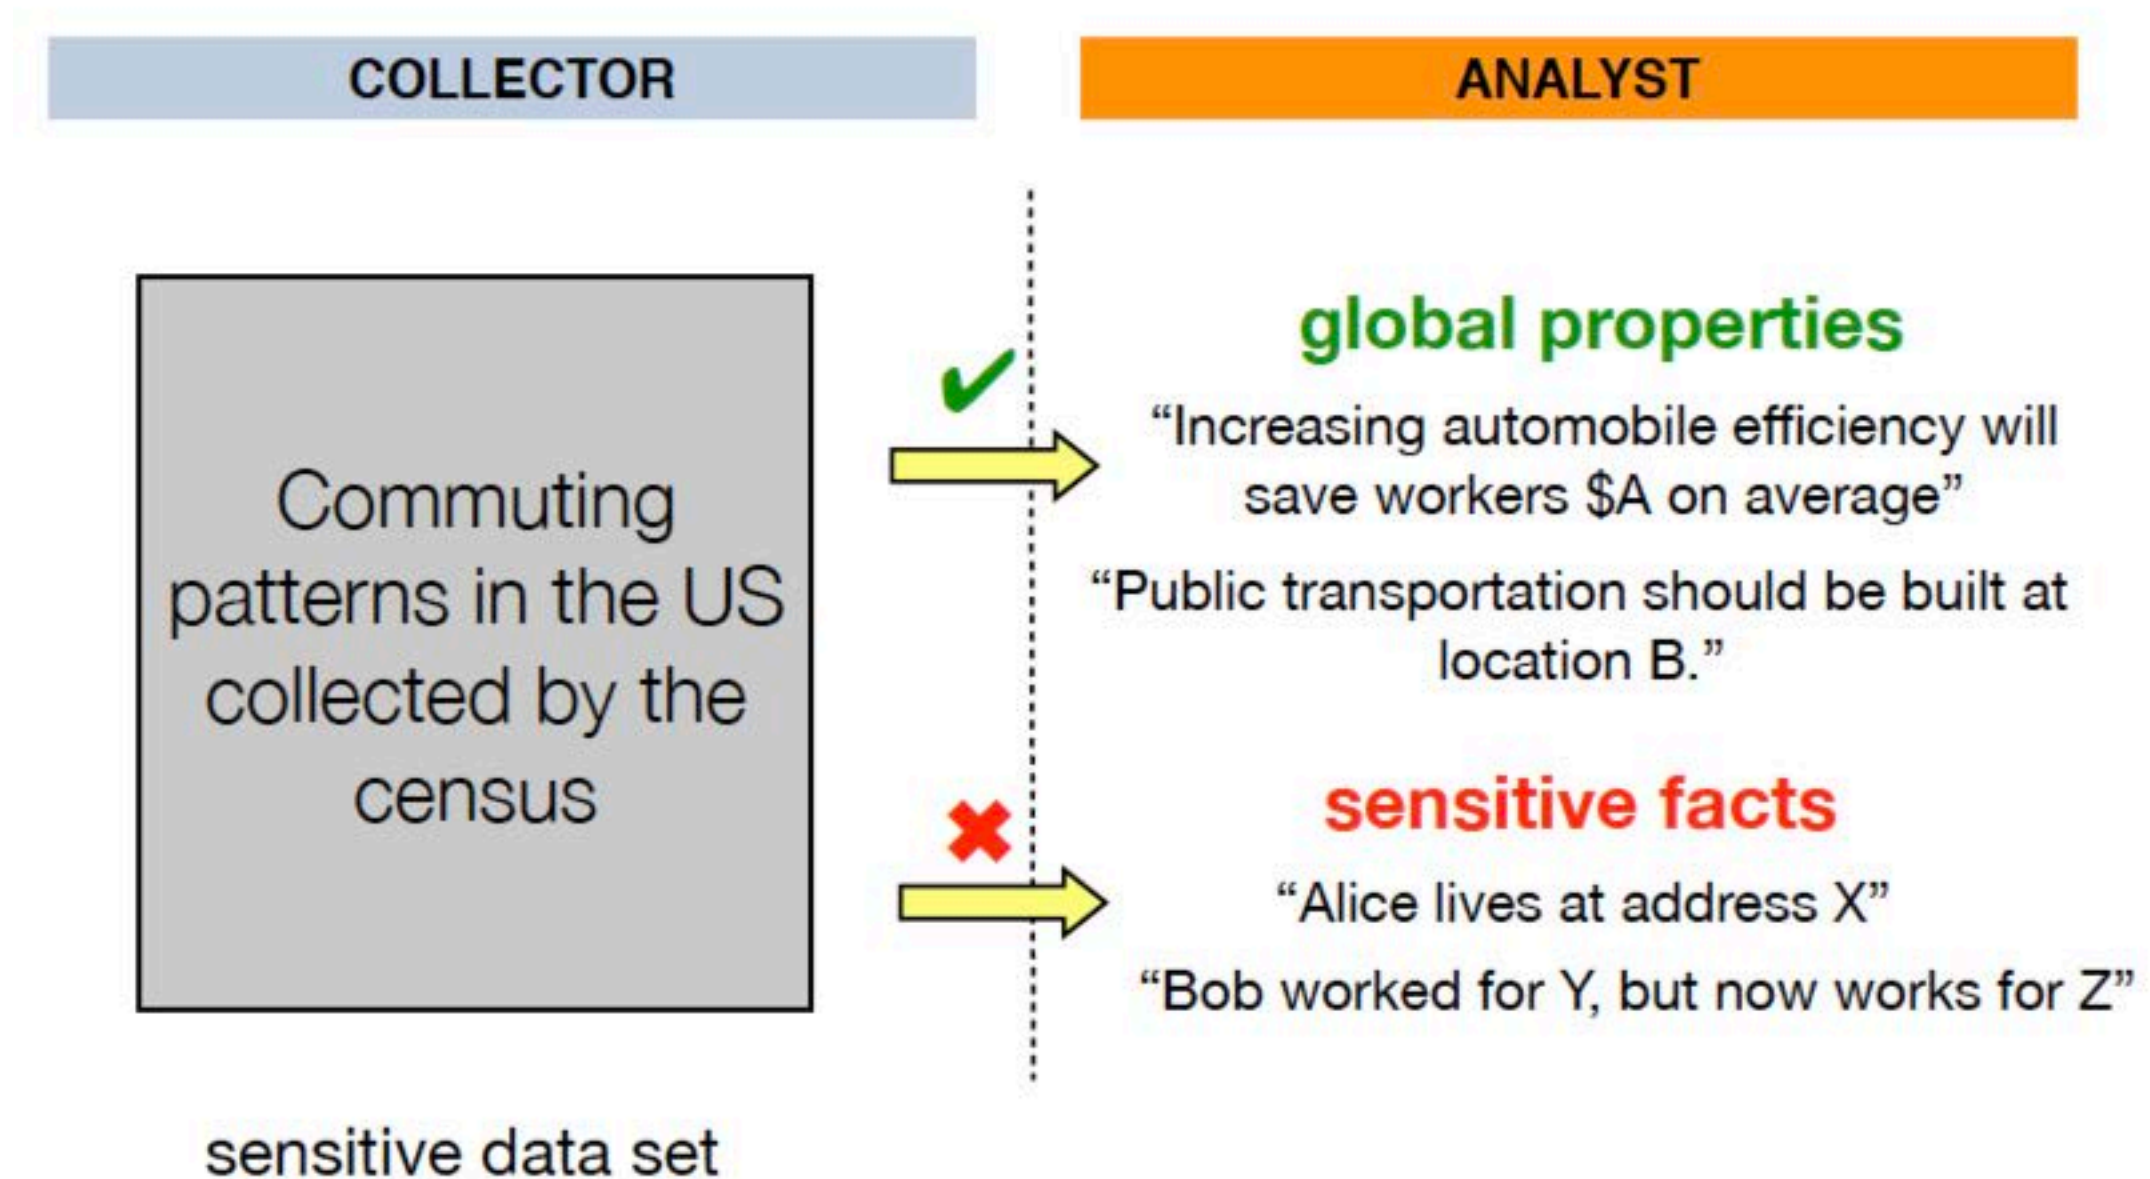 COLLECTOR
ANALYST
Commuting
patterns in the US
collected by the
census
sensitive data set
global properties
“Increasing automobile efficiency will
save workers $A on average”
“Public transportation should be built at
location B.”
sensitive facts
“Alice lives at address X”
“Bob worked for Y, but now works for Z”